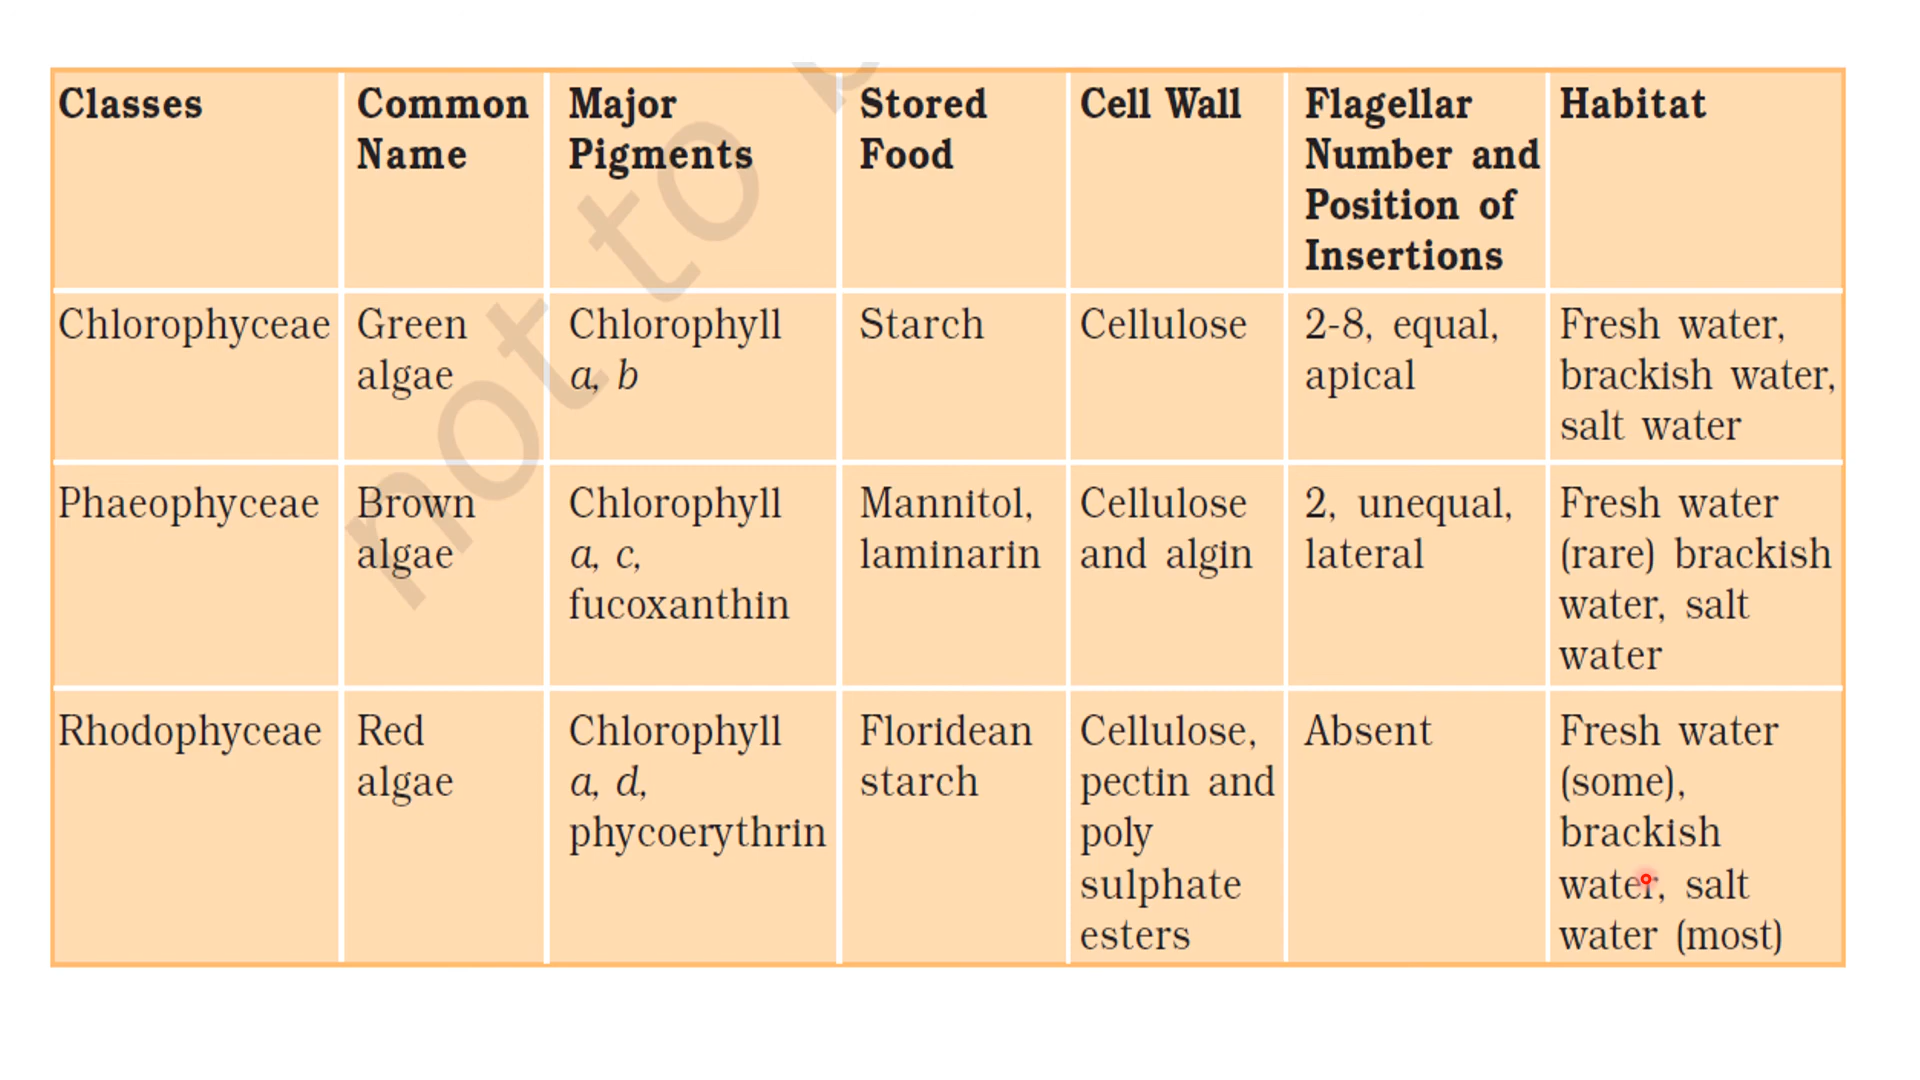 Classes
Common
Name
Major
Pigments
Stored
Food
Cell Wall
Flagellar
Number and
Position of
Insertions
Habitat
Chlorophyceae
Green
algae
Chlorophyll
a, b
Starch
Cellulose
2-8, equal,
apical
Fresh water,
brackish water,
salt water
Phaeophyceae
Brown
algae
Chlorophyll
a, c,
fucoxanthin
Mannitol,
laminarin
Cellulose
and algin
2, unequal,
lateral
Fresh water
(rare) brackish
water, salt
water
Rhodophyceae
Red
algae
Chlorophyll
a, d,
phycoerythrin
Floridean
starch
Cellulose,
pectin and
poly
sulphate
esters
Absent
Fresh water
(some),
brackish
water, salt
water (most)
not to